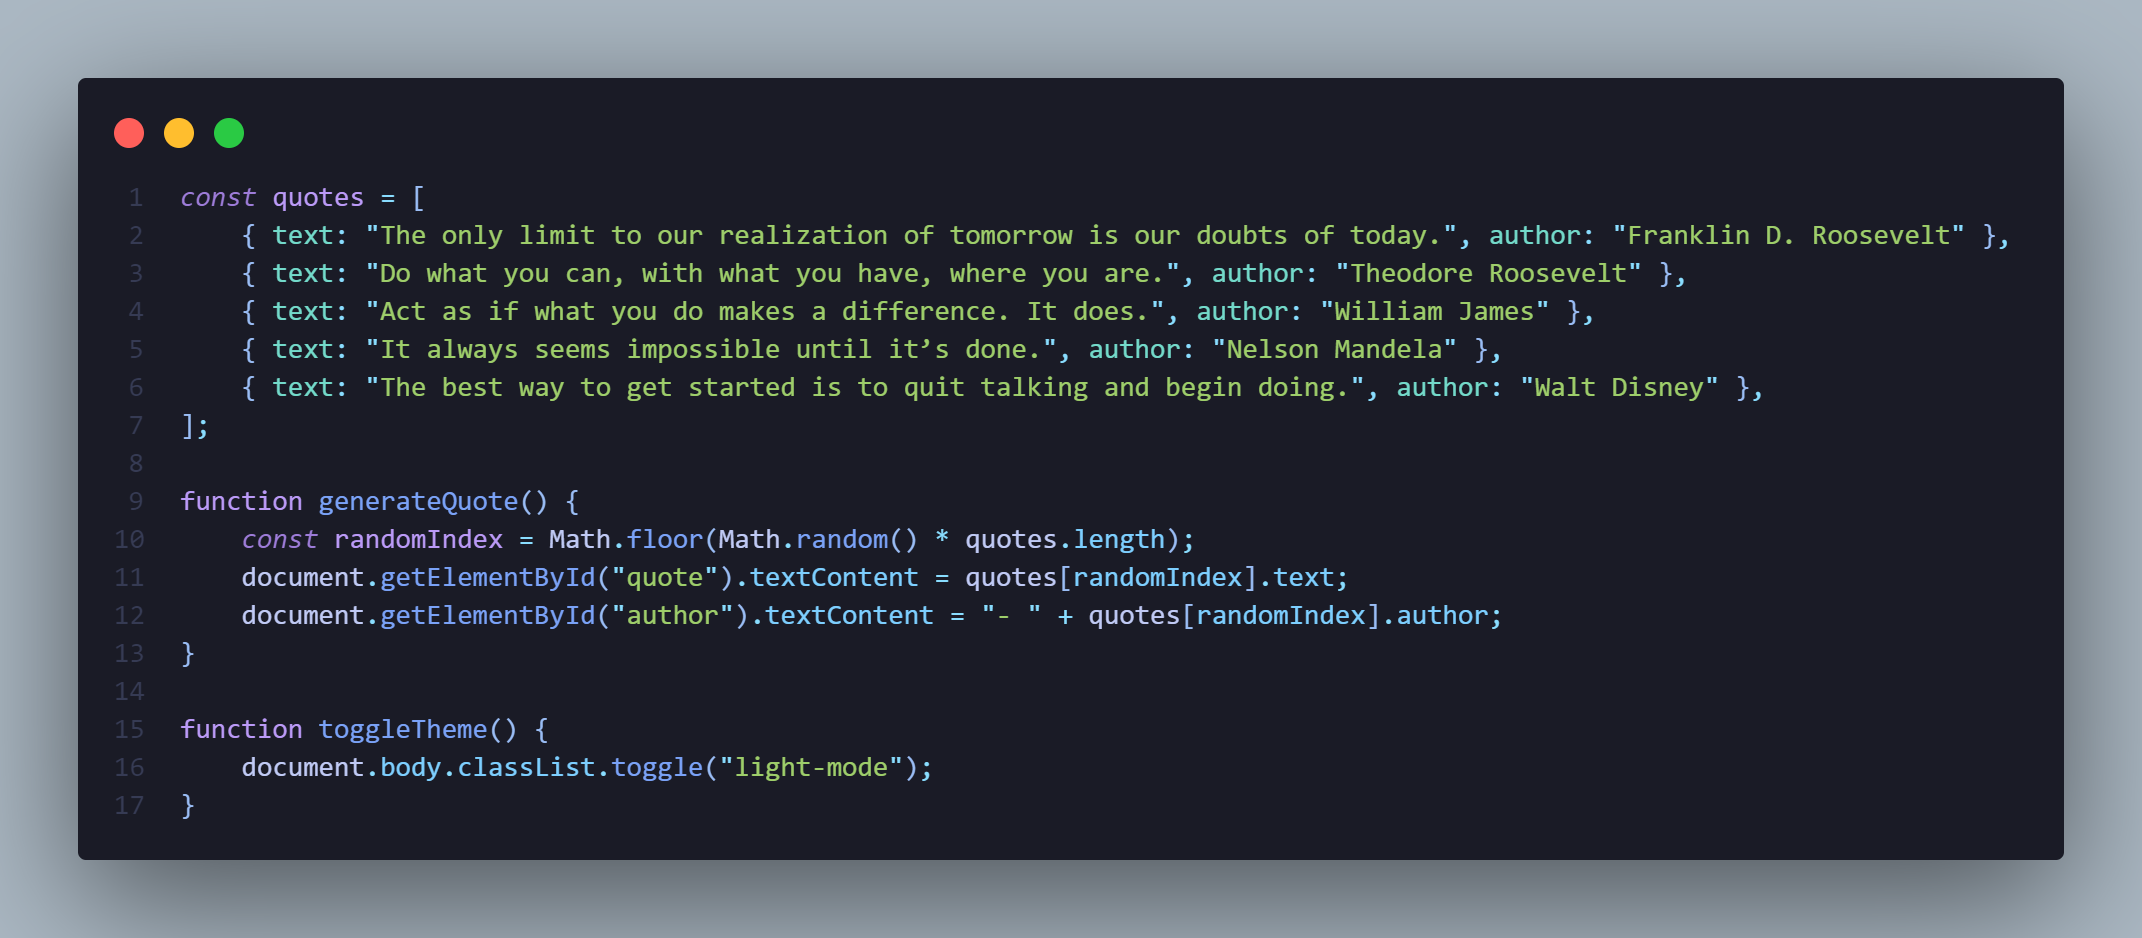 1 const quotes = [
2     { text: "The only limit to our realization of tomorrow is our doubts of today.", author: "Franklin D. Roosevelt" },
3     { text: "Do what you can, with what you have, where you are.", author: "Theodore Roosevelt" },
4     { text: "Act as if what you do makes a difference. It does.", author: "William James" },
5     { text: "It always seems impossible until it’s done.", author: "Nelson Mandela" },
6     { text: "The best way to get started is to quit talking and begin doing.", author: "Walt Disney" },
7 ];
8
9 function generateQuote() {
10     const randomIndex = Math.floor(Math.random() * quotes.length);
11     document.getElementById("quote").textContent = quotes[randomIndex].text;
12     document.getElementById("author").textContent = "- " + quotes[randomIndex].author;
13 }
14
15 function toggleTheme() {
16     document.body.classList.toggle("light-mode");
17 }